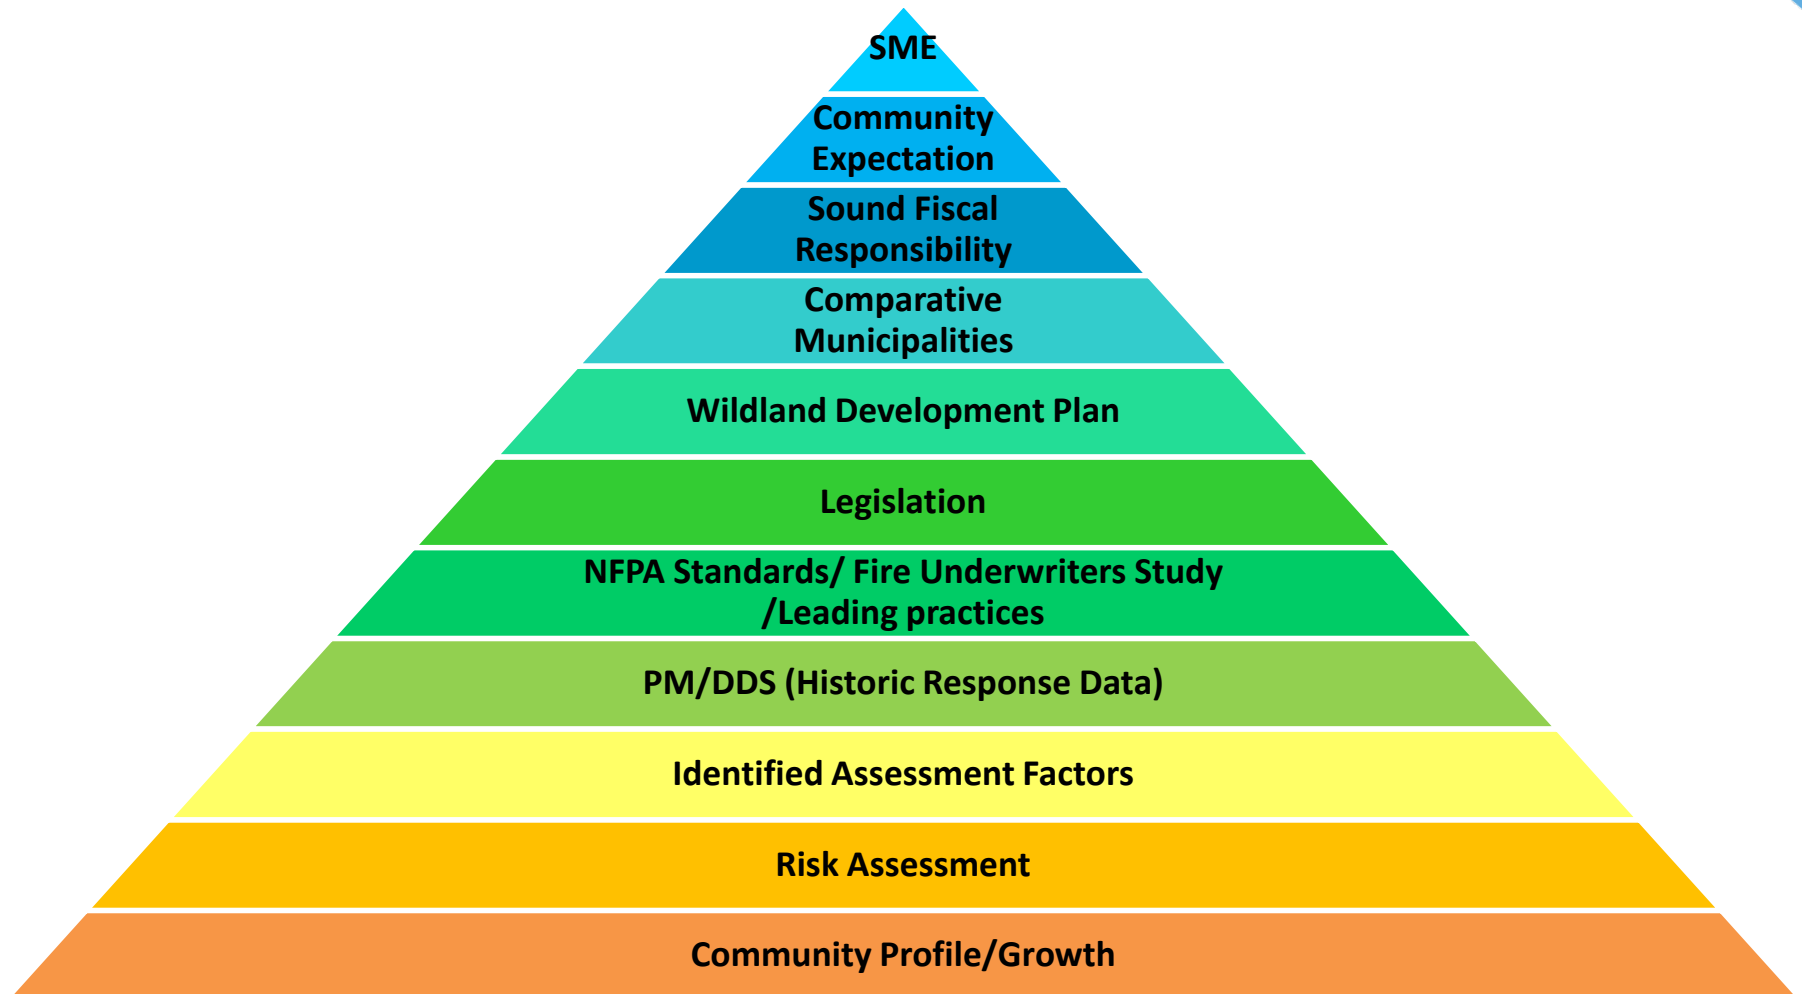 SME
Community
Expectation
Sound Fiscal
Responsibility
Comparative
Municipalities
Wildland Development Plan
Legislation
NFPA Standards/ Fire Underwriters Study
/Leading practices
PM/DDS (Historic Response Data)
Identified Assessment Factors
Risk Assessment
Community Profile/Growth